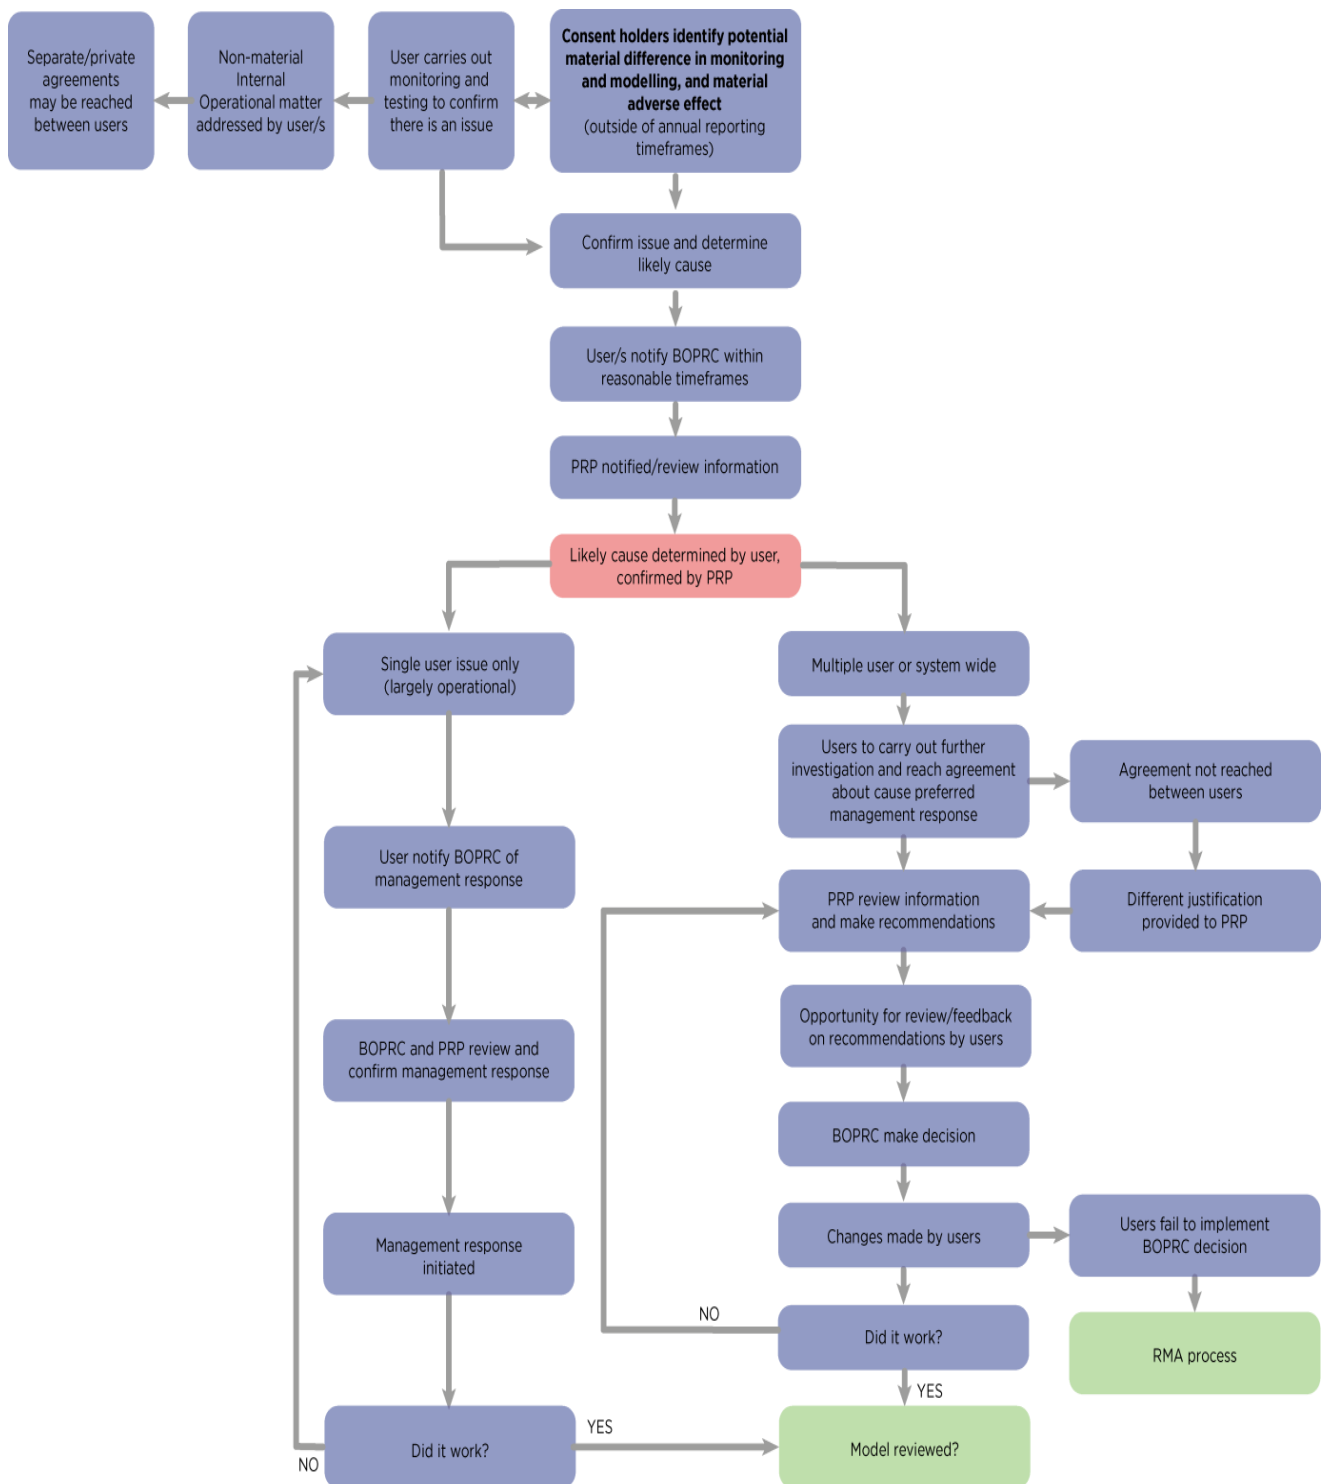 Separate/private
agreements
may be reached
between users
Non-material
Internal
Operational matter
addressed by user/s
User carries out
monitoring and
testing to confirm
there is an issue
Consent holders identify potential
material difference in monitoring
and modelling, and material
adverse effect
(outside of annual reporting
timeframes)
Confirm issue and determine
likely cause
User/s notify BOPRC within
reasonable timeframes
PRP notified/review information
Likely cause determined by user,
confirmed by PRP
Single user issue only
(largely operational)
User notify BOPRC of
management response
BOPRC and PRP review and
confirm management response
Management response
initiated
Did it work?
NO
YES
Multiple user or system wide
Users to carry out further
investigation and reach agreement
about cause preferred
management response
Agreement not reached
between users
Different justification
provided to PRP
PRP review information
and make recommendations
Opportunity for review/feedback
on recommendations by users
BOPRC make decision
Changes made by users
Users fail to implement
BOPRC decision
RMA process
Did it work?
NO
YES
Model reviewed?